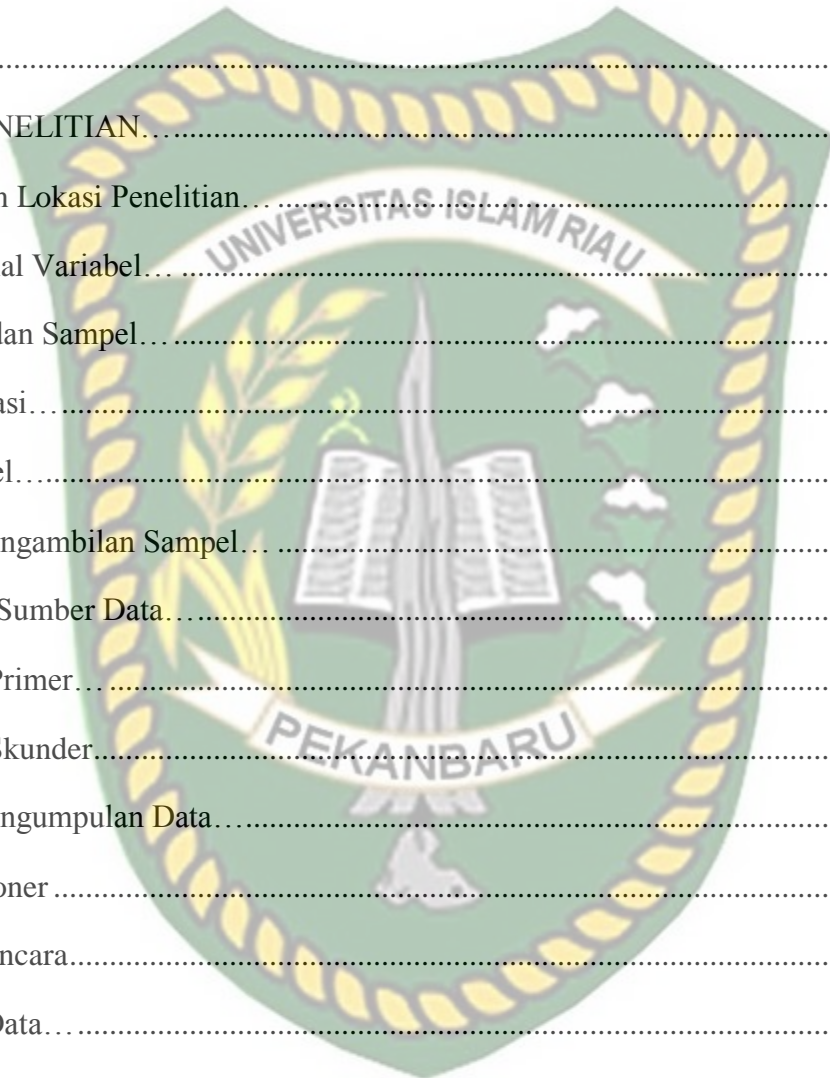 ................................................................
NELITIAN…................................................................
n Lokasi Penelitian… ................................................................
UNIVERSITAS ISLAM RIAU
al Variabel… ................................................................
dan Sampel…................................................................
asi…................................................................
el…................................................................
ngambilan Sampel… ................................................................
Sumber Data…................................................................
Primer… ................................................................
Skunder................................................................
PEKANBARU
ngumpulan Data…................................................................
oner ................................................................
ncara................................................................
Data… ................................................................